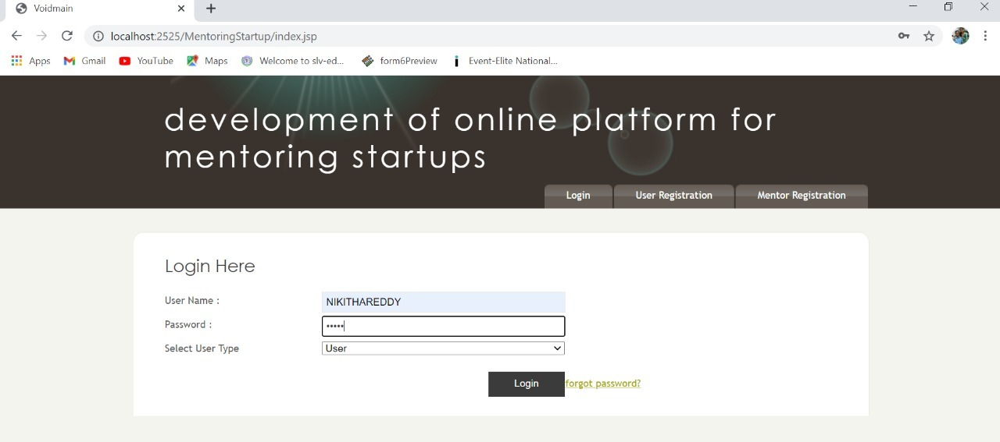 Voidmain
localhost:2525/MentoringStartup/index.jsp
Apps Gmail YouTube Maps Welcome to slv-ed... form6Preview Event-Elite National...
development of online platform for
mentoring startups
Login User Registration Mentor Registration
Login Here
User Name : NIKITHAREDDY
Password : •••••
Select User Type User
Login forgot password?